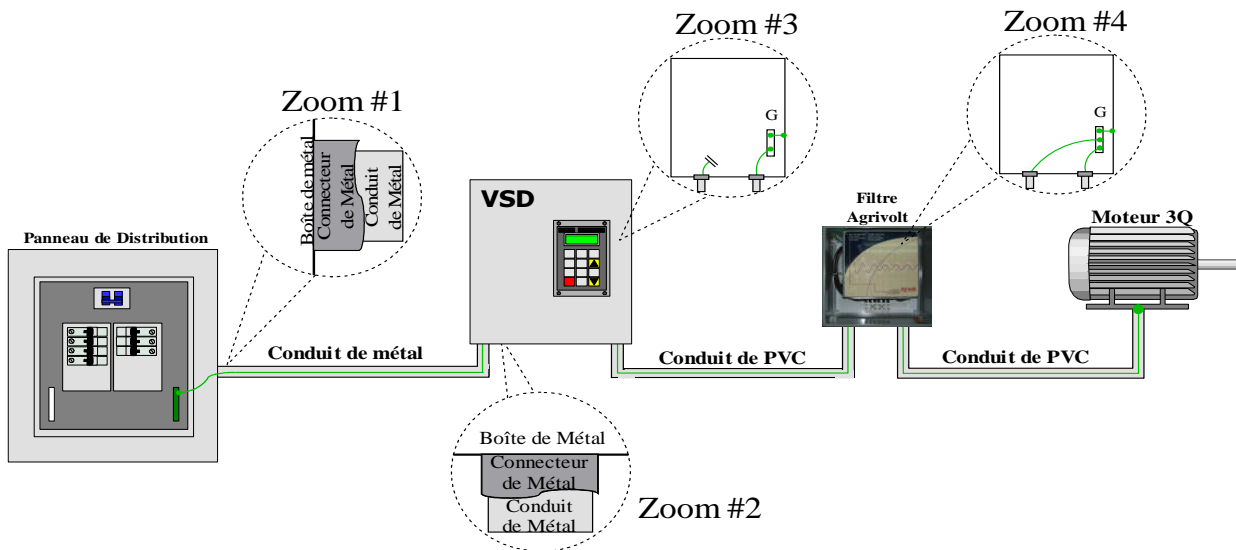 Zoom #1
Boîte de métal
Connecteur
de Métal
Conduit
de Métal
Panneau de Distribution
Conduit de métal
VSD
Boîte de Métal
Connecteur
de Métal
Conduit
de Métal
Zoom #2
Zoom #3
G
Conduit de PVC
Filtre
Agrivolt
Zoom #4
G
Conduit de PVC
Moteur 3Q